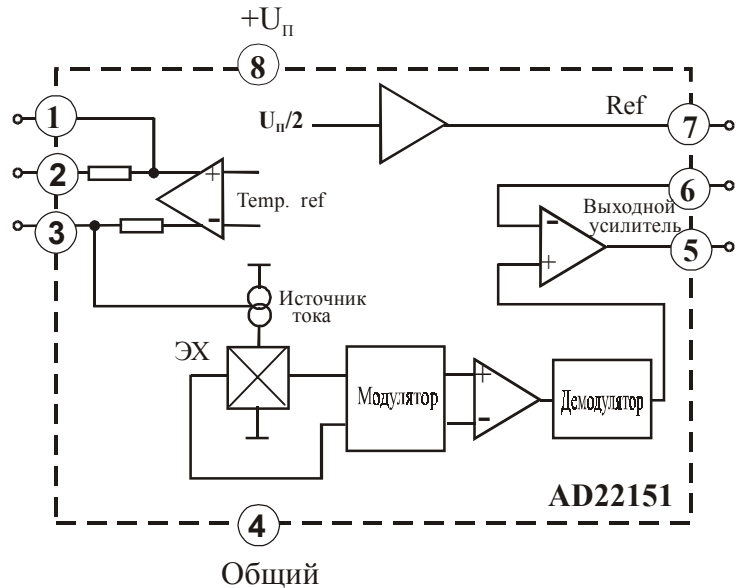 +Uп
8
1
Uп/2
Ref
7
2
+
Temp. ref
6
3
-
-
Выходной
усилитель
5
+
Источник
тока
ЭХ
Модулятор
+
-
Демодулятор
AD22151
4
Общий